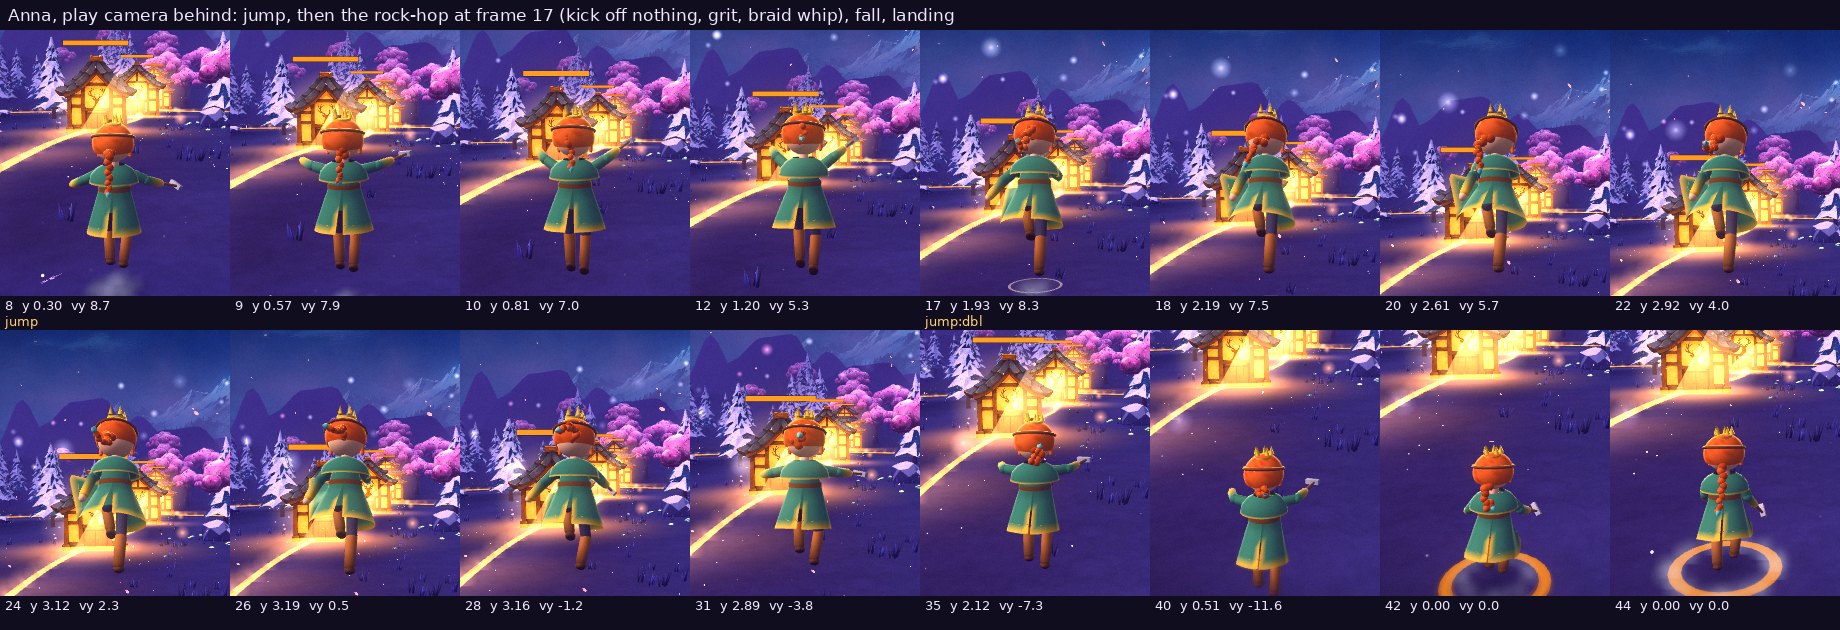 Anna, play camera behind: jump, then the rock-hop at frame 17 (kick off nothing, grit, braid whip), fall, landing
8 y 0.30 vy 8.7
jump
9 y 0.57 vy 7.9
10 y 0.81 vy 7.0
12 y 1.20 vy 5.3
17 y 1.93 vy 8.3
jump:dbl
18 y 2.19 vy 7.5
20 y 2.61 vy 5.7
22 y 2.92 vy 4.0
24 y 3.12 vy 2.3
26 y 3.19 vy 0.5
28 y 3.16 vy -1.2
31 y 2.89 vy -3.8
35 y 2.12 vy -7.3
40 y 0.51 vy -11.6
42 y 0.00 vy 0.0
44 y 0.00 vy 0.0